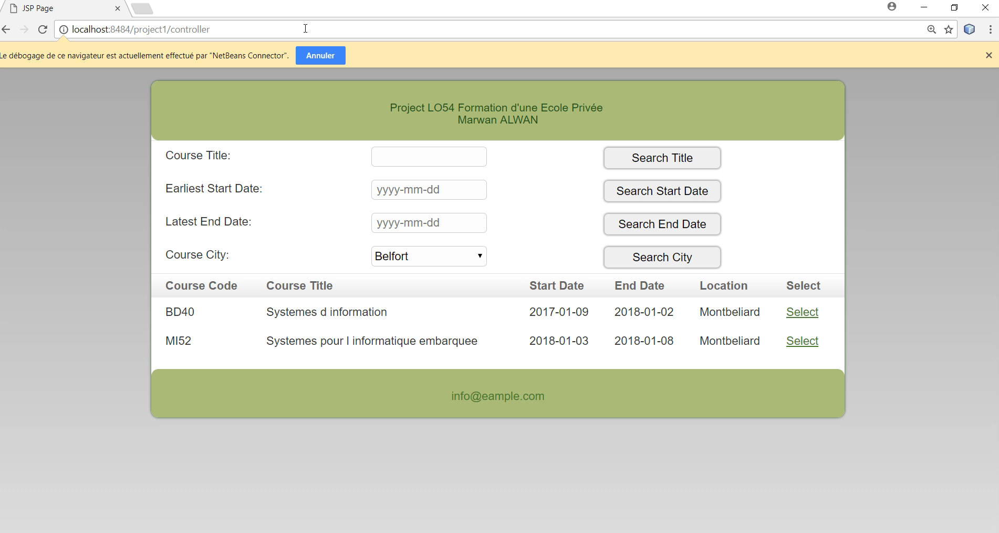 JSP Page
localhost:8484/project1/controller
Le débogage de ce navigateur est actuellement effectué par "NetBeans Connector". Annuler
Project LO54 Formation d'une Ecole Privée
Marwan ALWAN
Course Title: Search Title
Earliest Start Date: yyyy-mm-dd Search Start Date
Latest End Date: yyyy-mm-dd Search End Date
Course City: Belfort Search City
Course Code Course Title Start Date End Date Location Select
BD40 Systemes d information 2017-01-09 2018-01-02 Montbeliard Select
MI52 Systemes pour l informatique embarquee 2018-01-03 2018-01-08 Montbeliard Select
info@eample.com